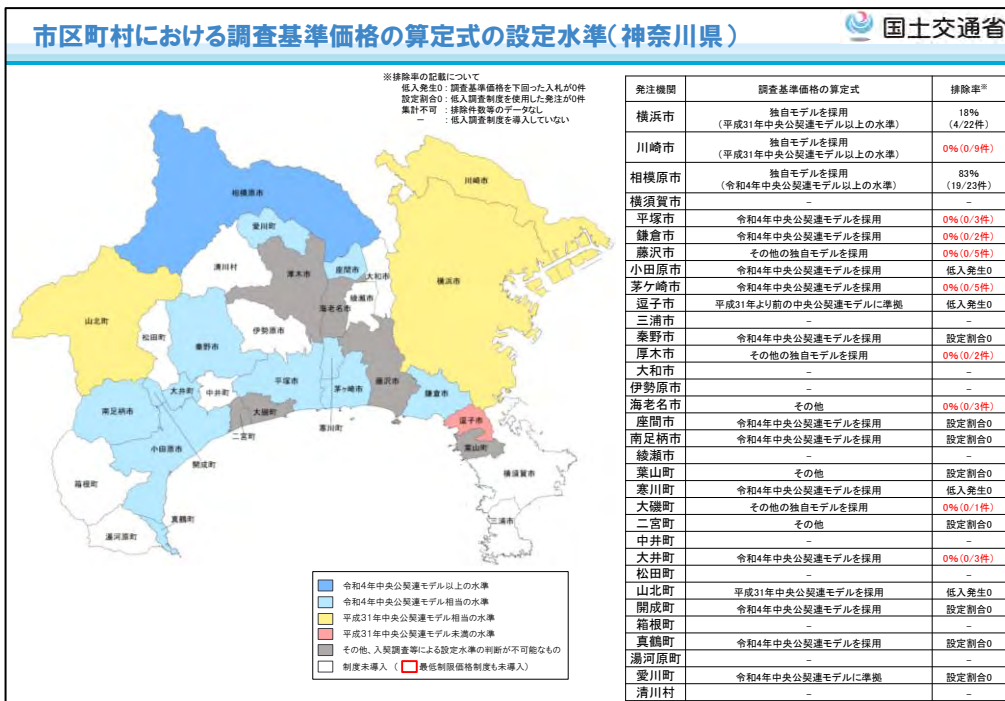 市区町村における調査基準価格の算定式の設定水準(神奈川県)
国土交通省
※排除率の記載について
低入発生0：調査基準価格を下回った入札が0件
設定割合0：低入調査制度を使用した発注が0件
集計不可 ：排除件数等のデータなし
－ ：低入調査制度を導入していない
川崎市
相模原市
愛川町
清川村
厚木市
座間市
大和市
横浜市
海老名市
綾瀬市
山北町
松田町
伊勢原市
秦野市
平塚市
茅ヶ崎市
藤沢市
鎌倉市
大井町
中井町
南足柄市
大磯町
逗子市
二宮町
寒川町
葉山町
小田原市
開成町
横須賀市
箱根町
真鶴町
三浦市
湯河原町
令和4年中央公契連モデル以上の水準
令和4年中央公契連モデル相当の水準
平成31年中央公契連モデル相当の水準
平成31年中央公契連モデル未満の水準
その他、入契調査等による設定水準の判断が不可能なもの
制度未導入 （ 最低制限価格制度も未導入）
発注機関 調査基準価格の算定式 排除率※
横浜市 独自モデルを採用 18%
（平成31年中央公契連モデル以上の水準） (4/22件)
川崎市 独自モデルを採用 0%(0/9件)
（平成31年中央公契連モデル以上の水準）
相模原市 独自モデルを採用 83%
（令和4年中央公契連モデル以上の水準） (19/23件)
横須賀市 － －
平塚市 令和4年中央公契連モデルを採用 0%(0/3件)
鎌倉市 令和4年中央公契連モデルを採用 0%(0/2件)
藤沢市 その他の独自モデルを採用 0%(0/5件)
小田原市 令和4年中央公契連モデルを採用 低入発生0
茅ケ崎市 令和4年中央公契連モデルを採用 0%(0/5件)
逗子市 平成31年より前の中央公契連モデルに準拠 低入発生0
三浦市 － －
秦野市 令和4年中央公契連モデルを採用 設定割合0
厚木市 その他の独自モデルを採用 0%(0/2件)
大和市 － －
伊勢原市 － －
海老名市 その他 0%(0/3件)
座間市 令和4年中央公契連モデルを採用 設定割合0
南足柄市 令和4年中央公契連モデルを採用 設定割合0
綾瀬市 － －
葉山町 その他 設定割合0
寒川町 令和4年中央公契連モデルを採用 低入発生0
大磯町 その他の独自モデルを採用 0%(0/1件)
二宮町 その他 設定割合0
中井町 － －
大井町 令和4年中央公契連モデルを採用 0%(0/3件)
松田町 － －
山北町 平成31年中央公契連モデルを採用 低入発生0
開成町 令和4年中央公契連モデルを採用 設定割合0
箱根町 － －
真鶴町 令和4年中央公契連モデルを採用 設定割合0
湯河原町 － －
愛川町 令和4年中央公契連モデルに準拠 設定割合0
清川村 － －